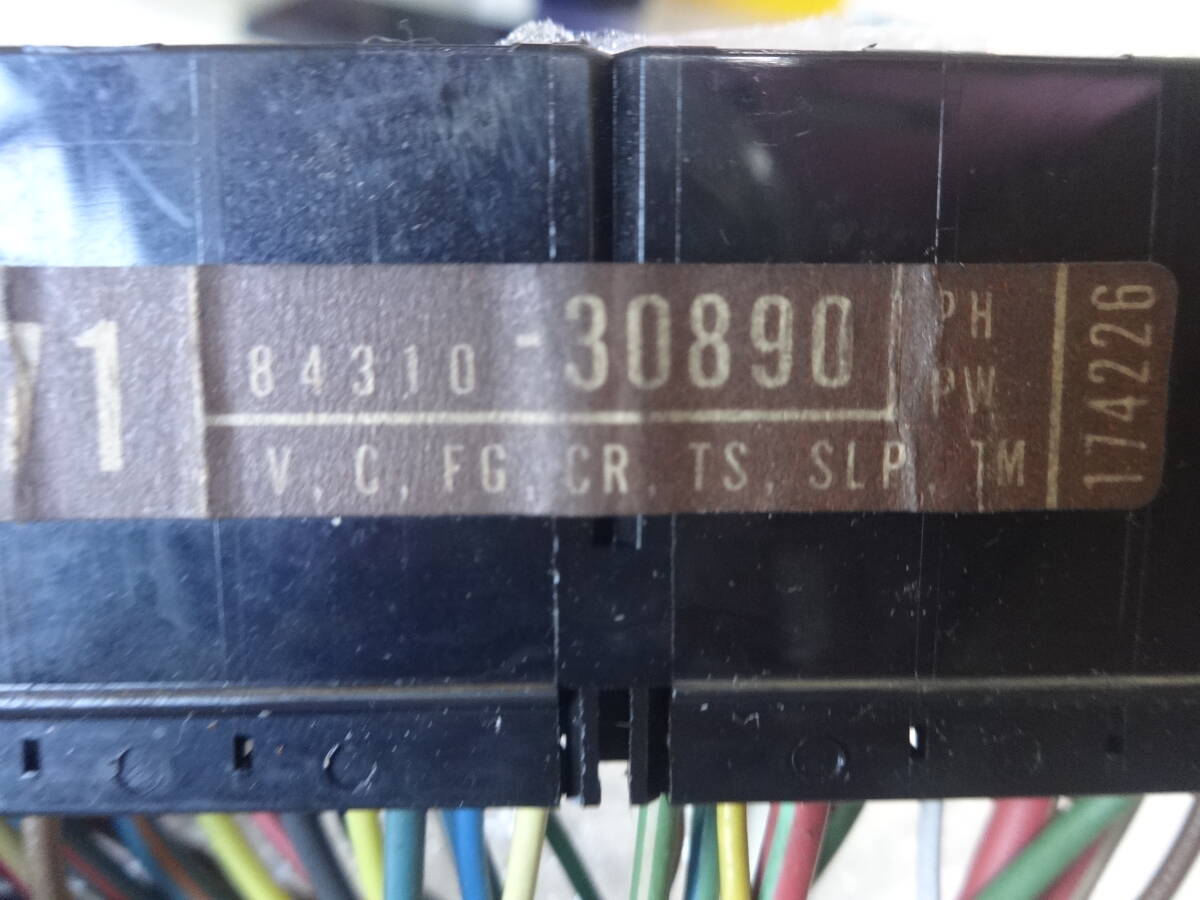 71
84310-30890
PH
PW
V, C, FG, CR, TS, SLP, TM
174226